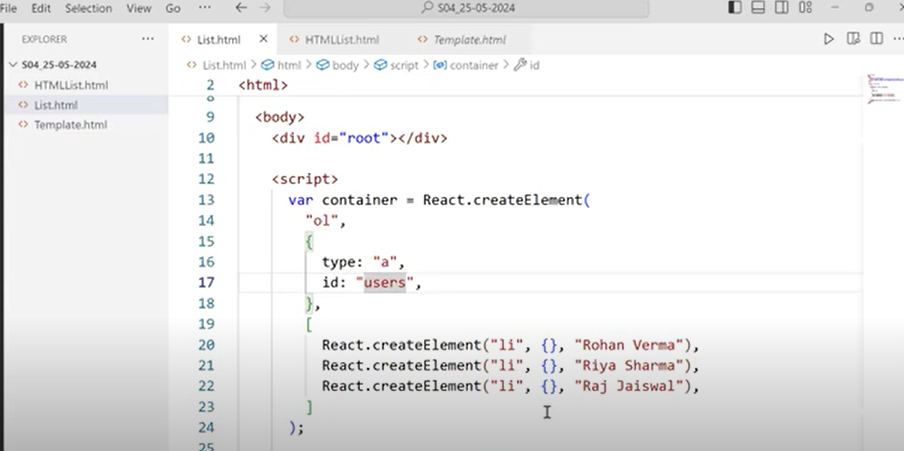 File Edit Selection View Go ... S04_25-05-2024
EXPLORER ... List.html HTMLList.html Template.html
S04_25-05-2024 List.html > html > body > script > container > id
HTMLList.html
List.html
Template.html
2 <html>
8
9 <body>
10 <div id="root"></div>
11
12 <script>
13 var container = React.createElement(
14 "ol",
15 {
16 type: "a",
17 id: "users",
18 },
19 [
20 React.createElement("li", {}, "Rohan Verma"),
21 React.createElement("li", {}, "Riya Sharma"),
22 React.createElement("li", {}, "Raj Jaiswal"),
23 ]
24 );
25